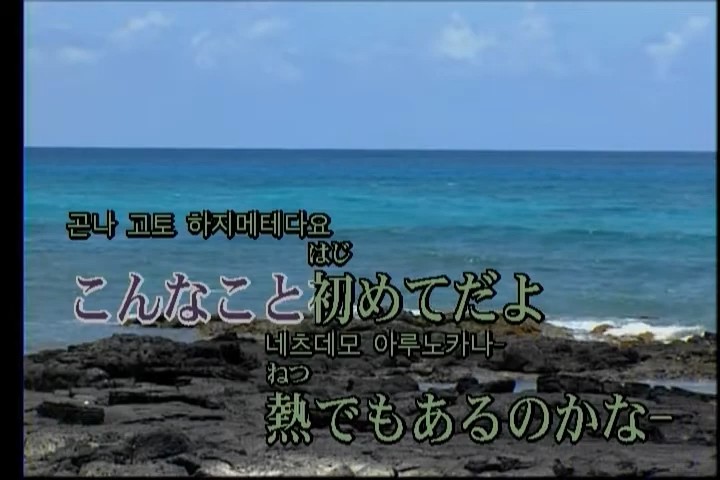 곤나 고토 하지메테다요
はじ
こんなこと初めてだよ
네츠데모 아루노카나-
ねつ
熱でもあるのかな-